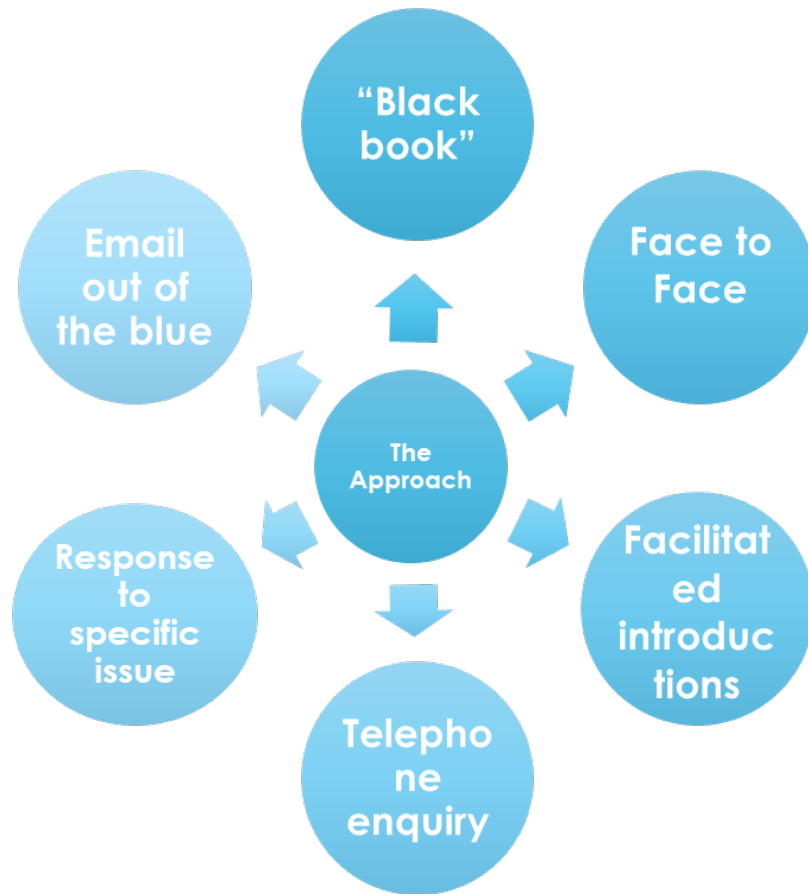 “Black
book”
Face to
Face
Facilitat
ed
introduc
tions
Telepho
ne
enquiry
Response
to
specific
issue
Email
out of
the blue
The
Approach